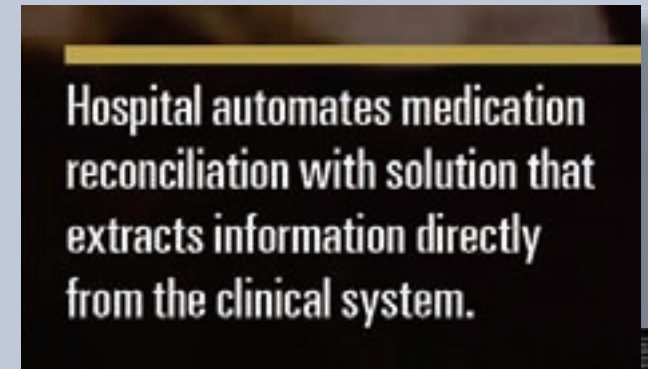 Hospital automates medication
reconciliation with solution that
extracts information directly
from the clinical system.